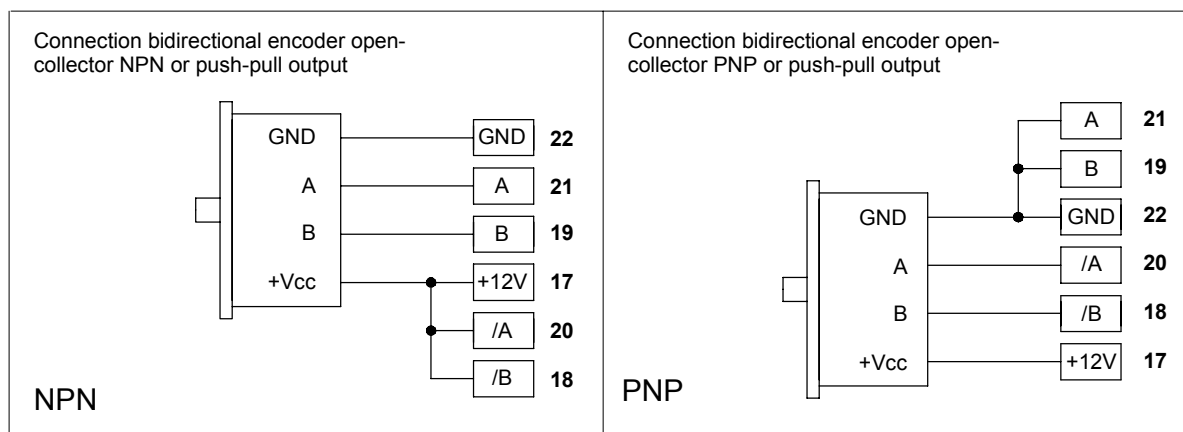 Connection bidirectional encoder open-
collector NPN or push-pull output
GND GND 22
A A 21
B B 19
+Vcc +12V 17
/A 20
/B 18
NPN
Connection bidirectional encoder open-
collector PNP or push-pull output
A 21
B 19
GND GND 22
A /A 20
B /B 18
+Vcc +12V 17
PNP